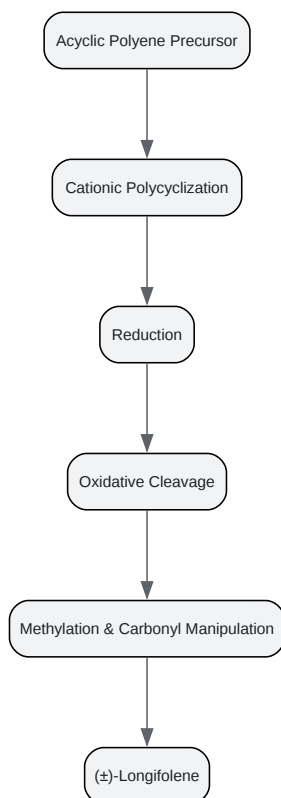 Acyclic Polyene Precursor
Cationic Polycyclization
Reduction
Oxidative Cleavage
Methylation & Carbonyl Manipulation
(±)-Longifolene